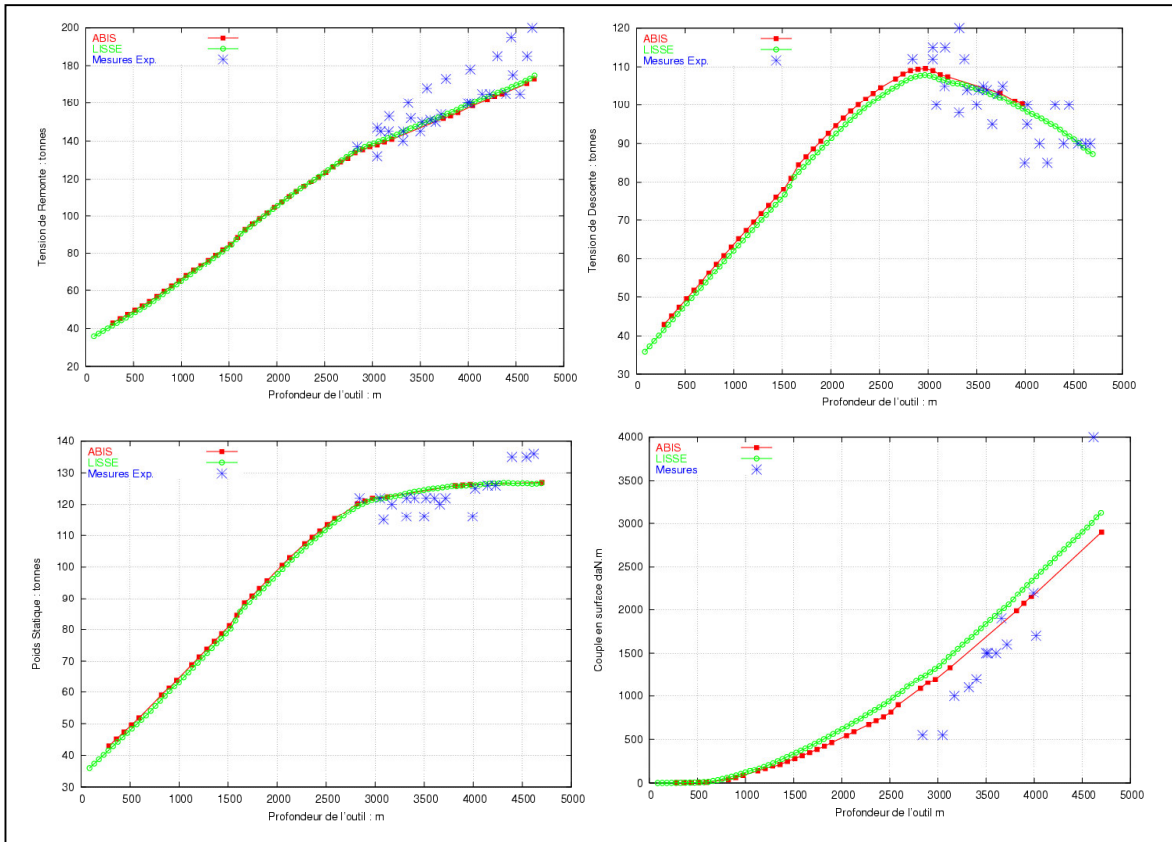 200
180
160
140
120
100
80
60
40
20
Tension de Remonte : tonnes
ABIS
LISSE
Mesures Exp.
0 500 1000 1500 2000 2500 3000 3500 4000 4500 5000
Profondeur de l'outil : m
120
110
100
90
80
70
60
50
40
30
Tension de Descente : tonnes
ABIS
LISSE
Mesures Exp.
0 500 1000 1500 2000 2500 3000 3500 4000 4500 5000
Profondeur de l'outil : m
140
130
120
110
100
90
80
70
60
50
40
30
Poids Statique : tonnes
ABIS
LISSE
Mesures Exp.
0 500 1000 1500 2000 2500 3000 3500 4000 4500 5000
Profondeur de l'outil : m
4000
3500
3000
2500
2000
1500
1000
500
0
Couple en surface daN.m
ABIS
LISSE
Mesures
0 500 1000 1500 2000 2500 3000 3500 4000 4500 5000
Profondeur de l'outil m